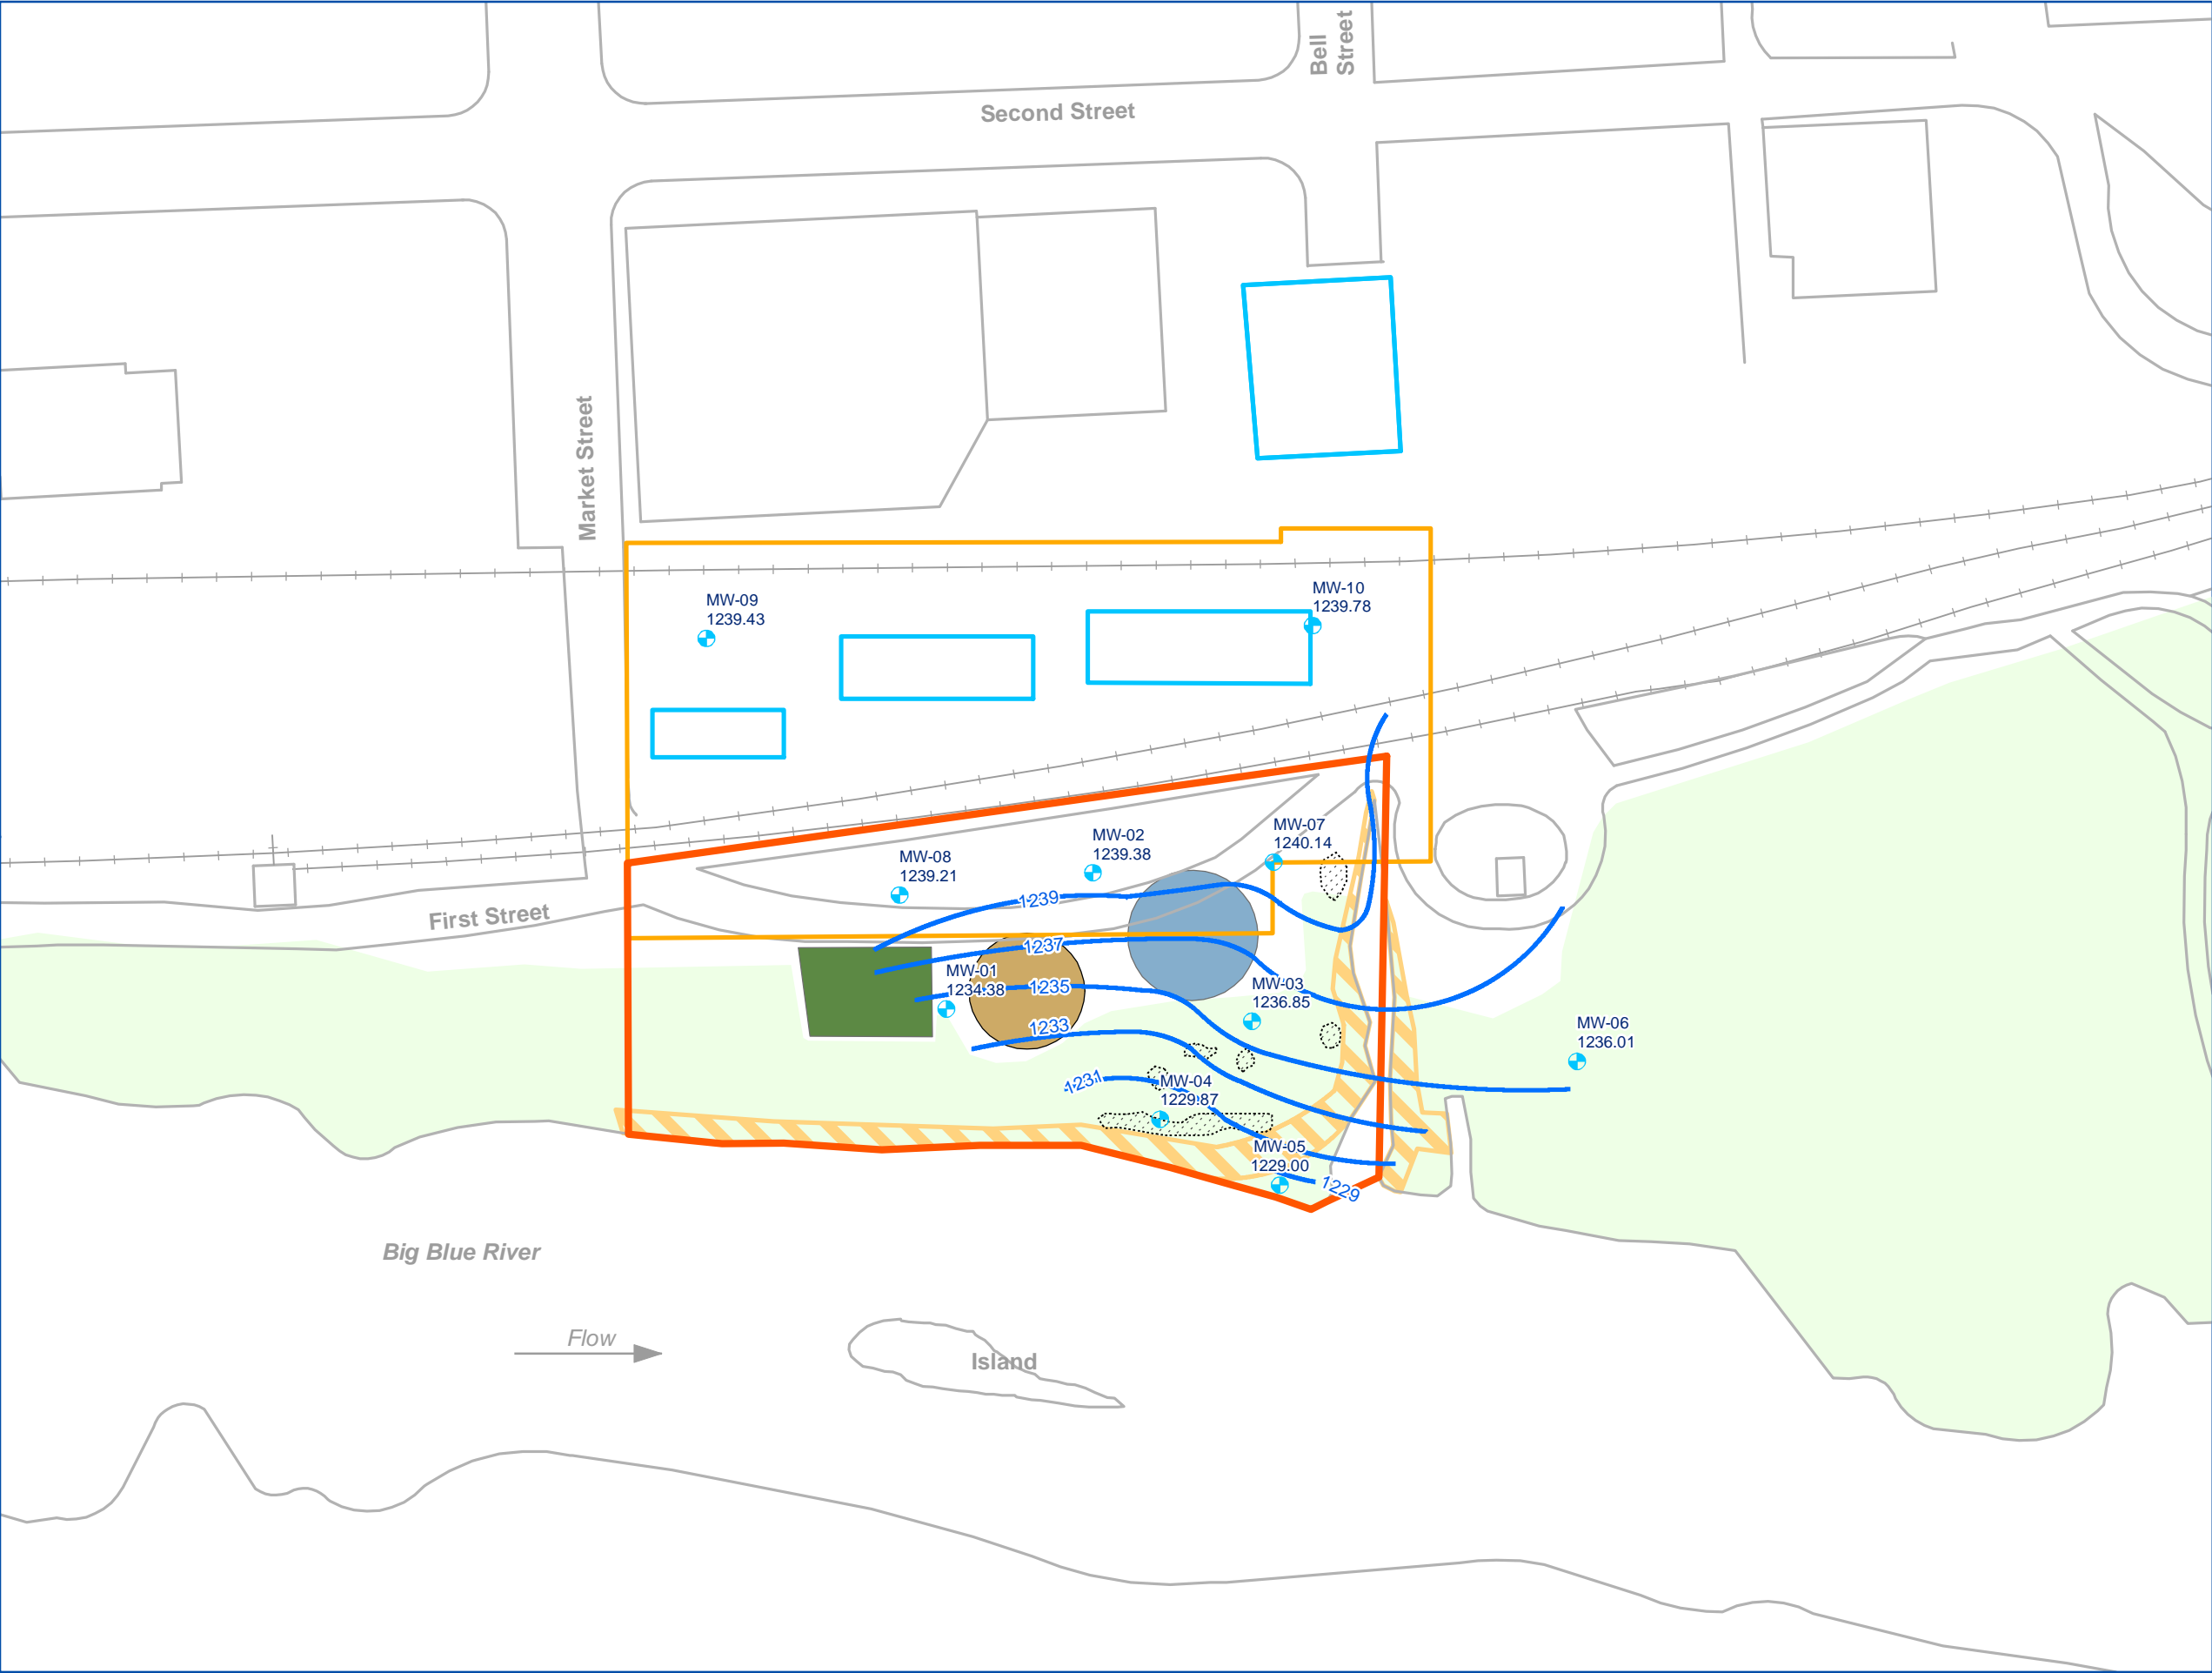 Bell
Street
Second Street
Market Street
MW-10
1239.78
MW-09
1239.43
MW-07
1240.14
MW-02
1239.38
MW-08
1239.21
1239
First Street
1237
MW-01
1234.38
1235
MW-03
1236.85
1233
MW-06
1236.01
1231
MW-04
1229.87
MW-05
1229.00
1229
Big Blue River
Flow
Island